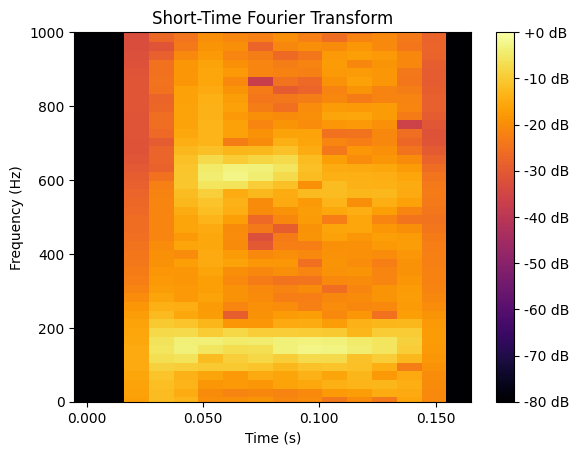 Short-Time Fourier Transform
1000
800
600
400
200
0
Frequency (Hz)
0.000
0.050
0.100
0.150
Time (s)
+0 dB
-10 dB
-20 dB
-30 dB
-40 dB
-50 dB
-60 dB
-70 dB
-80 dB